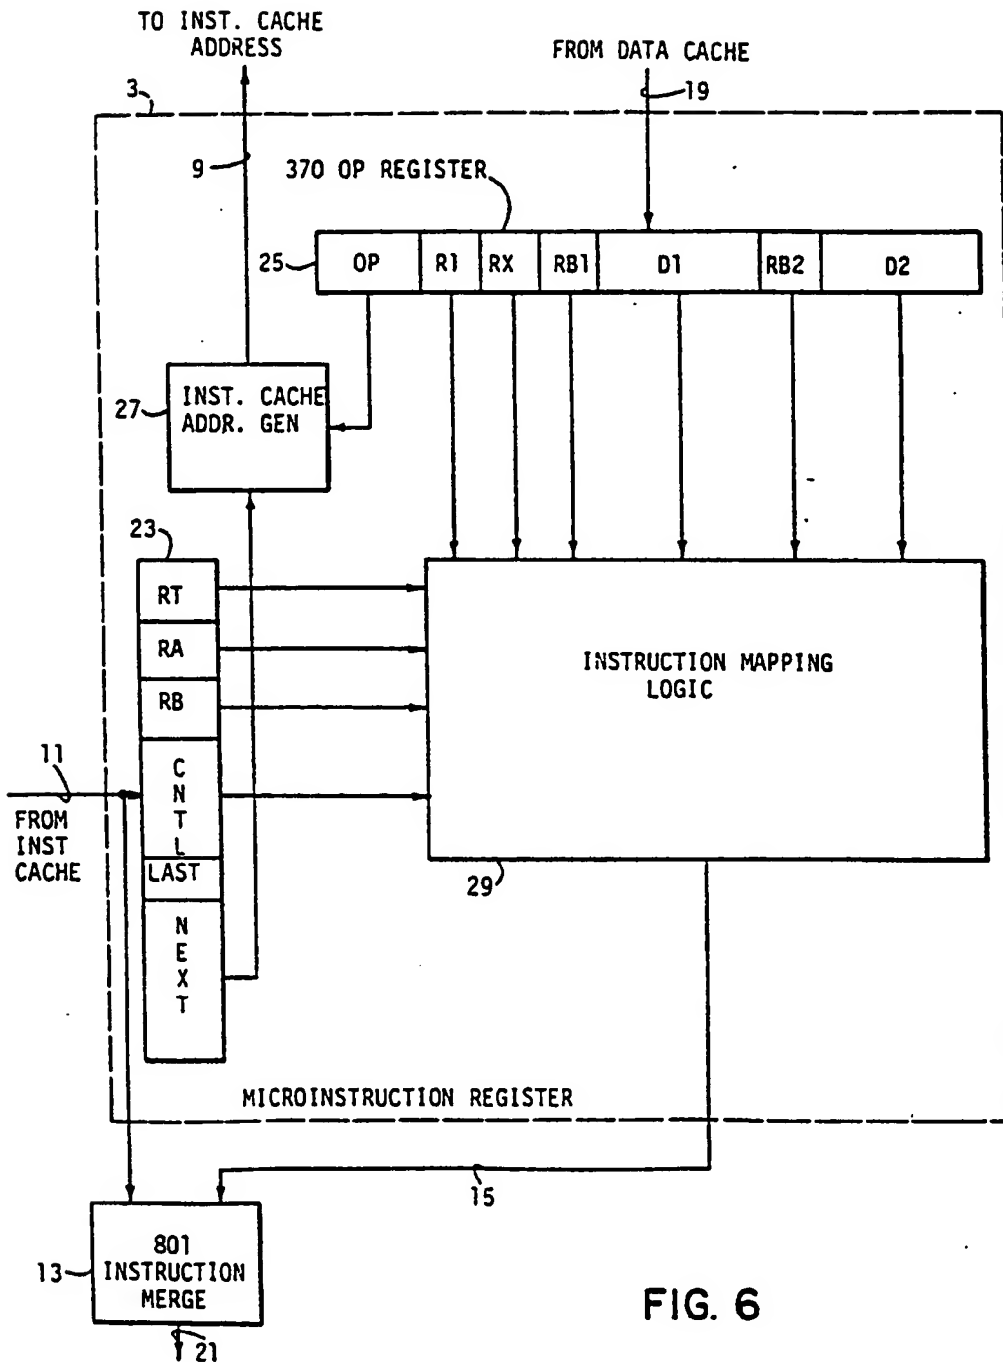 TO INST. CACHE
ADDRESS
FROM DATA CACHE
3
19
9
370 OP REGISTER
25
OP
R1
RX
RB1
D1
RB2
D2
27
INST. CACHE
ADDR. GEN
23
RT
RA
RB
INSTRUCTION MAPPING
LOGIC
11
CNTL
FROM
INST
CACHE
LAST
29
NEXT
MICROINSTRUCTION REGISTER
15
13
801
INSTRUCTION
MERGE
21
FIG. 6